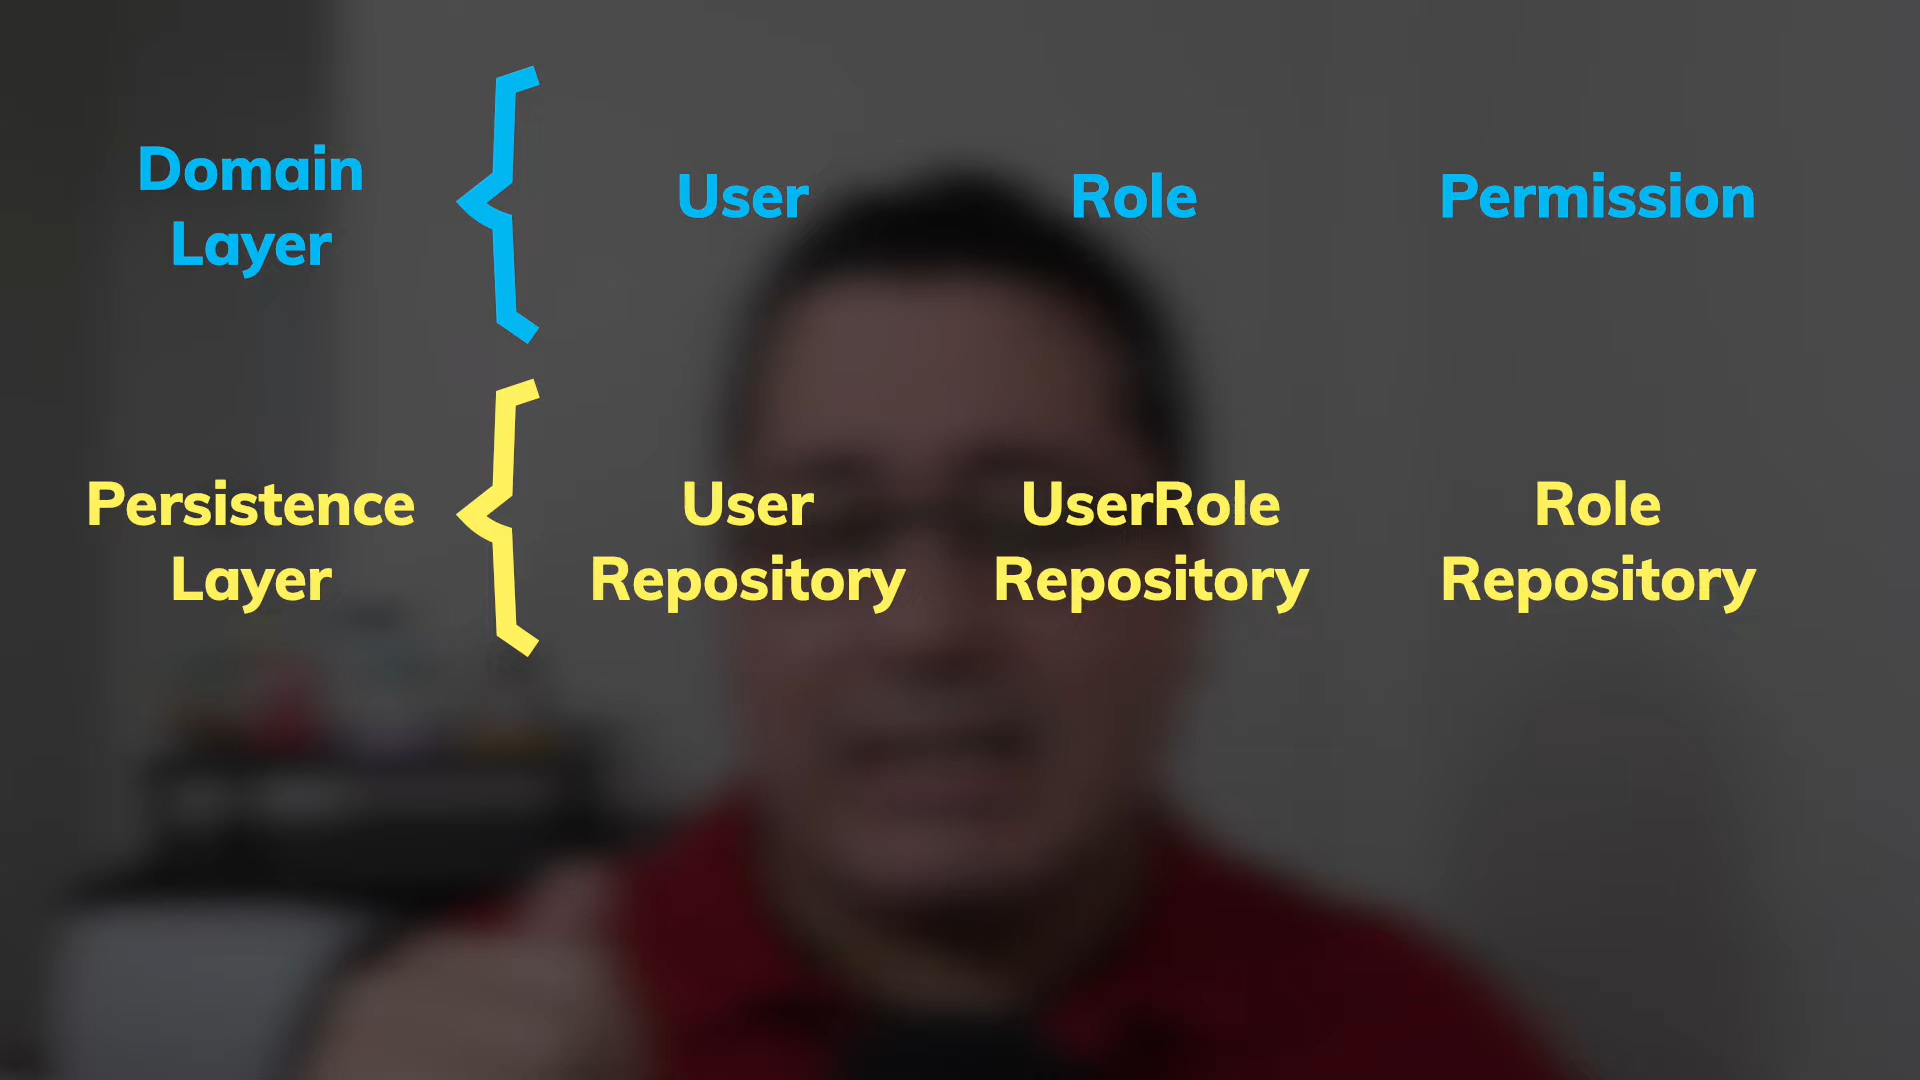 Domain
Layer
User
Role
Permission
Persistence
Layer
User
Repository
UserRole
Repository
Role
Repository